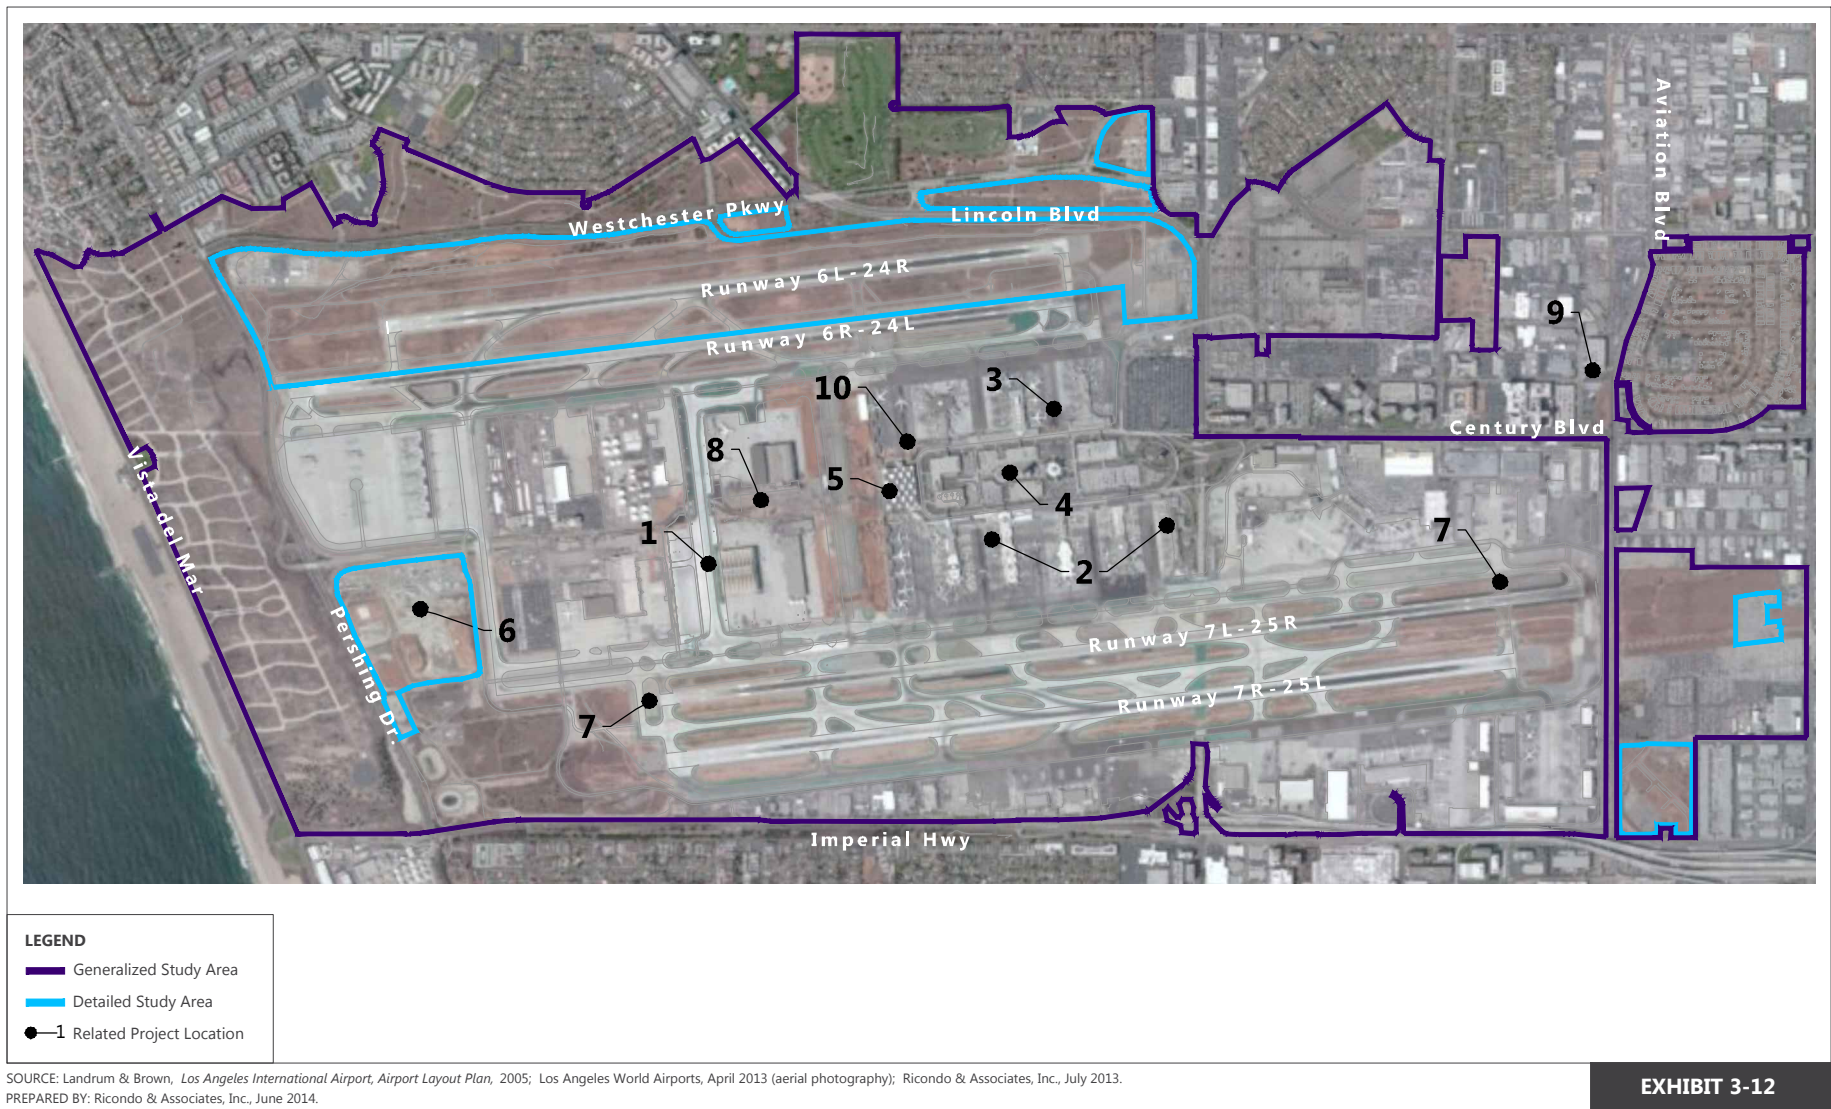 Aviation Blvd
Westchester Pkwy
Lincoln Blvd
Runway 6L-24R
Runway 6R-24L
9
3
10
Century Blvd
8
5
4
1
7
2
Vista del Mar
6
Pershing Dr.
Runway 7L-25R
Runway 7R-25L
7
Imperial Hwy
LEGEND
Generalized Study Area
Detailed Study Area
1 Related Project Location
SOURCE: Landrum & Brown, Los Angeles International Airport, Airport Layout Plan, 2005; Los Angeles World Airports, April 2013 (aerial photography); Ricondo & Associates, Inc., July 2013.
PREPARED BY: Ricondo & Associates, Inc., June 2014.
EXHIBIT 3-12